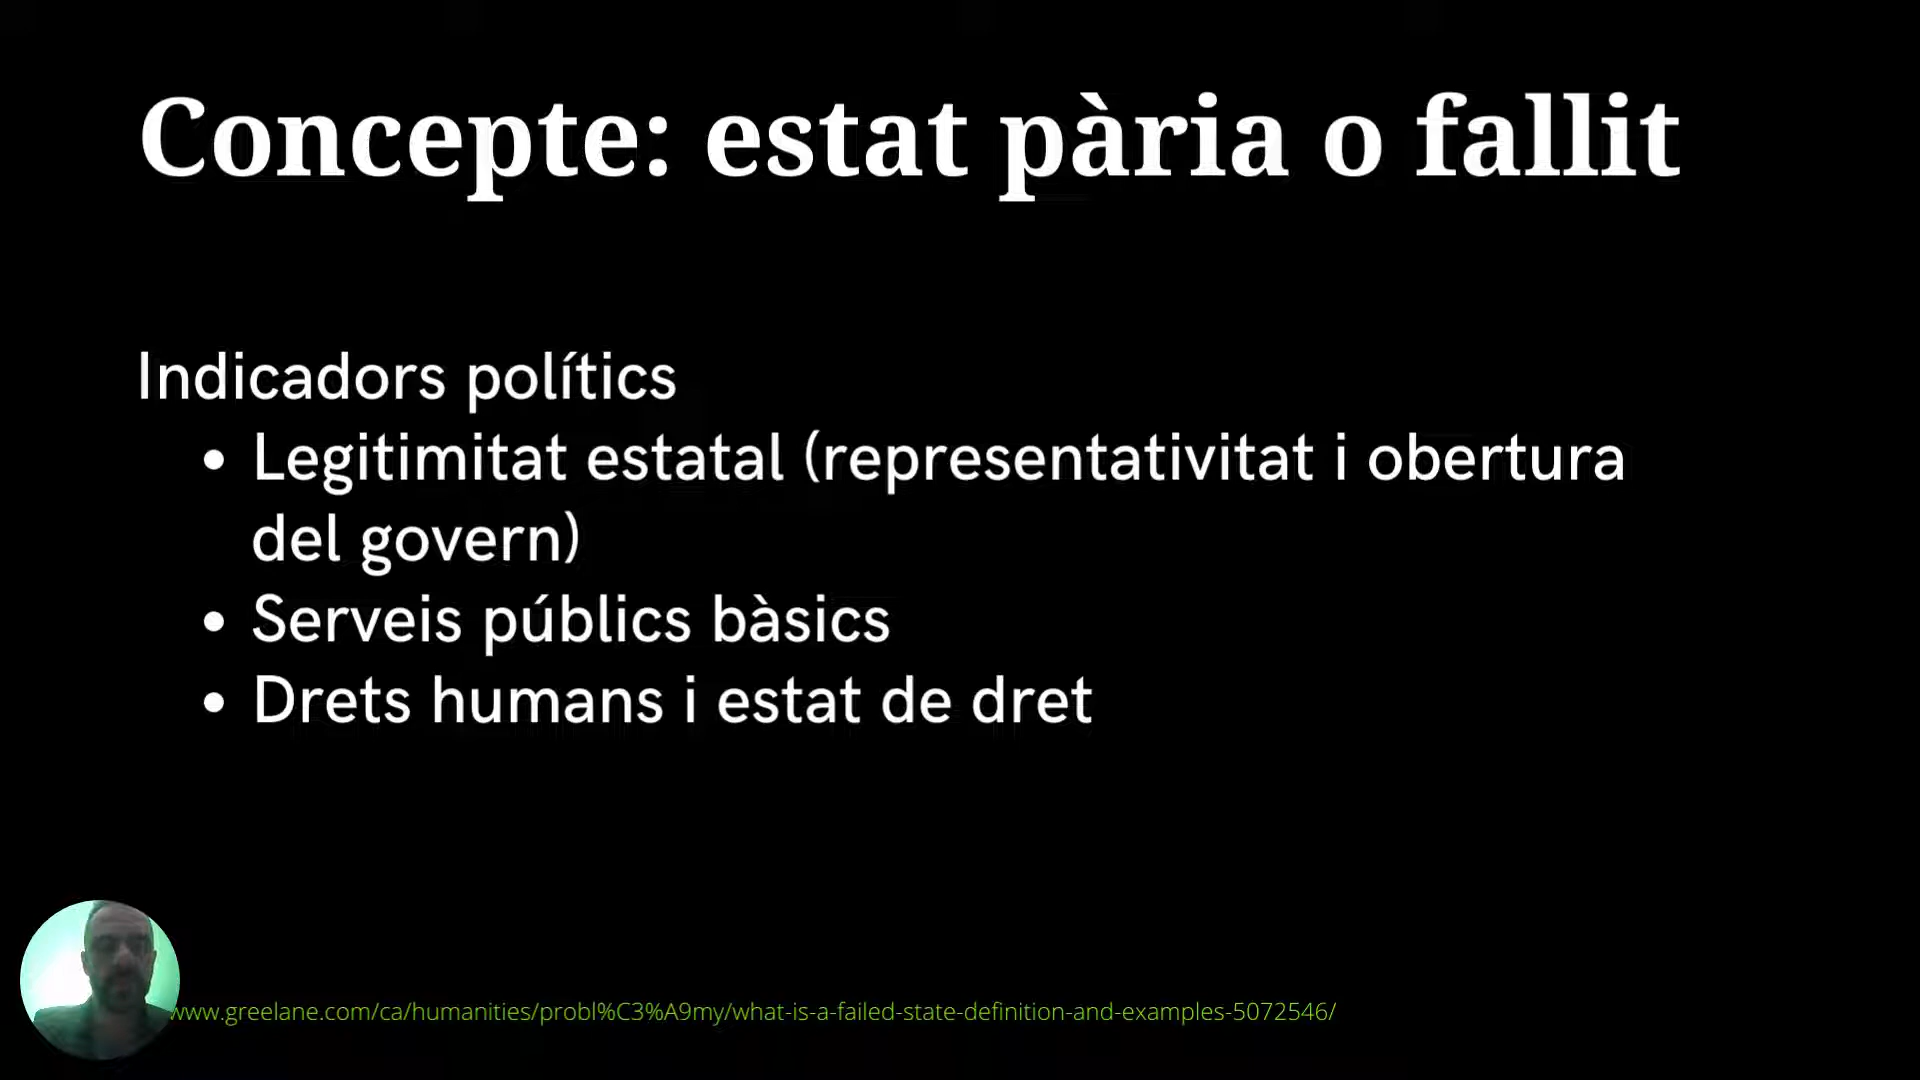 Concepte: estat pària o fallit
Indicadors polítics
• Legitimitat estatal (representativitat i obertura
del govern)
• Serveis públics bàsics
• Drets humans i estat de dret
www.greelane.com/ca/humanities/probl%C3%A9my/what-is-a-failed-state-definition-and-examples-5072546/